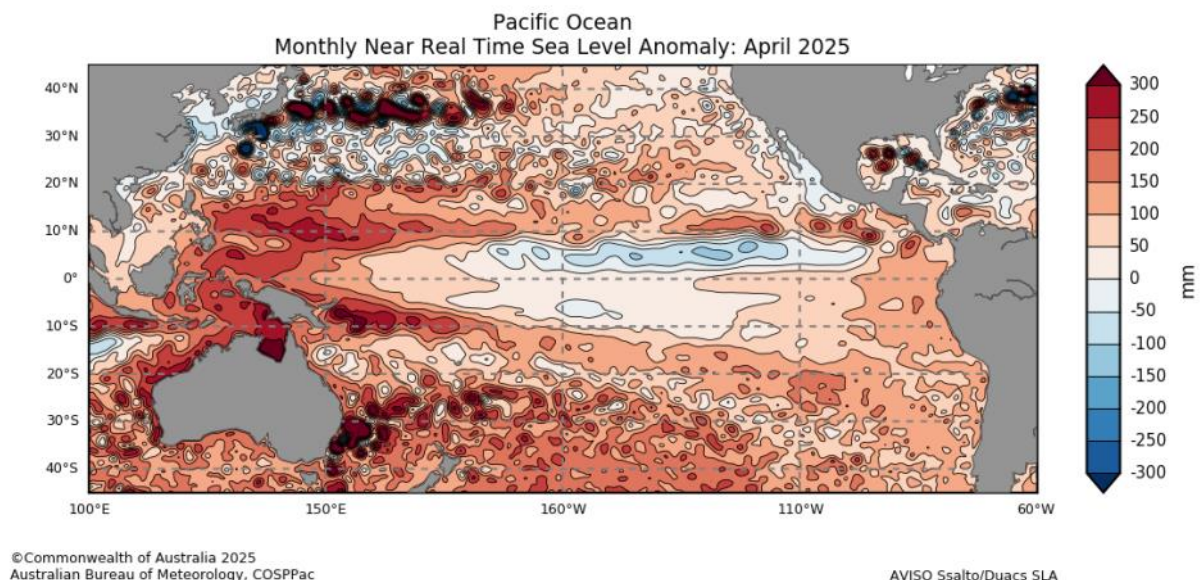 Pacific Ocean
Monthly Near Real Time Sea Level Anomaly: April 2025
40°N
30°N
20°N
10°N
0°
10°S
20°S
30°S
40°S
100°E
150°E
160°W
110°W
60°W
300
250
200
150
100
50
0
-50
-100
-150
-200
-250
-300
mm
©Commonwealth of Australia 2025
Australian Bureau of Meteorology, COSPPac
AVISO Ssalto/Duacs SLA